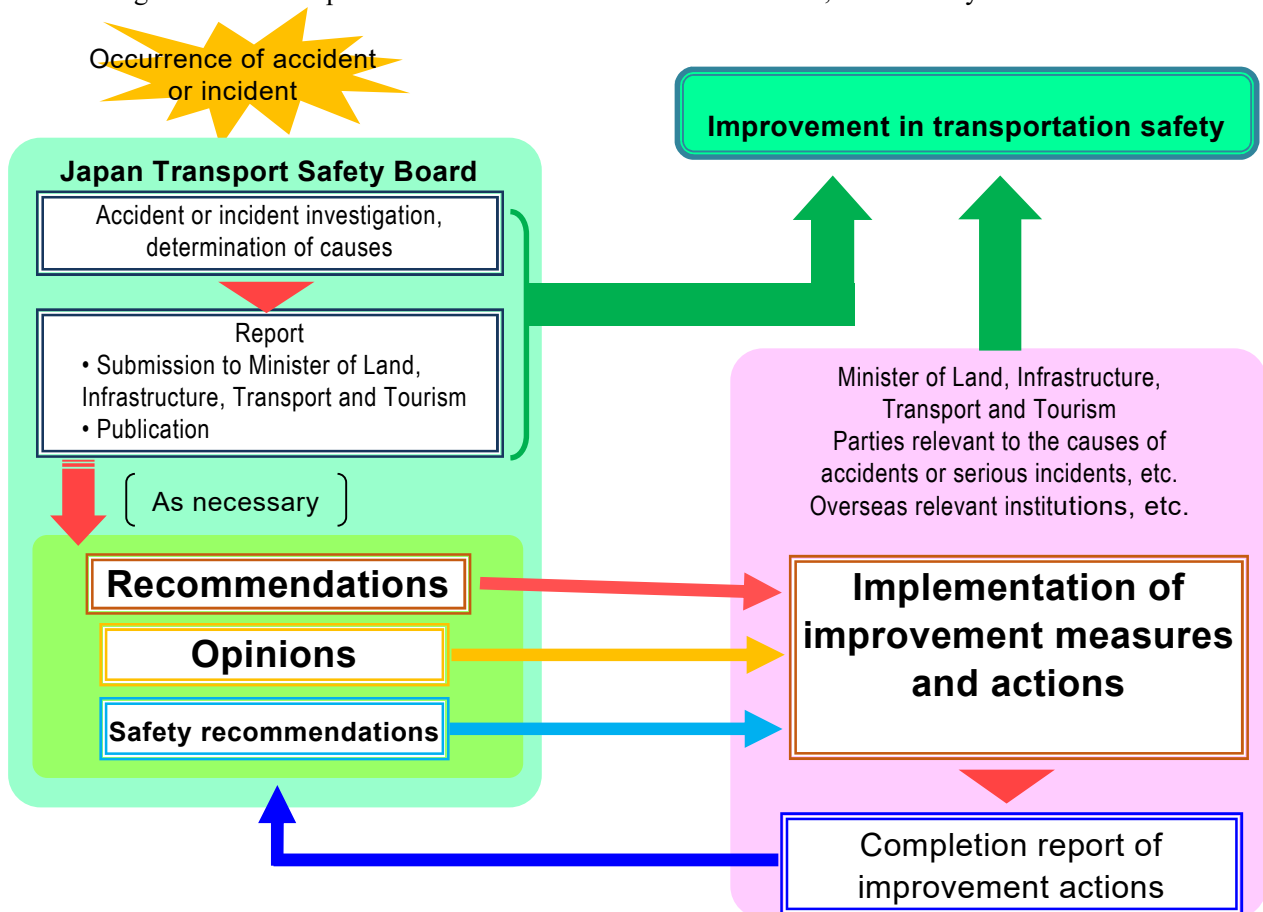 Occurrence of accident
or incident
Improvement in transportation safety
Japan Transport Safety Board
Accident or incident investigation,
determination of causes
Report
• Submission to Minister of Land,
Infrastructure, Transport and Tourism
• Publication
As necessary
Recommendations
Opinions
Safety recommendations
Minister of Land, Infrastructure,
Transport and Tourism
Parties relevant to the causes of
accidents or serious incidents, etc.
Overseas relevant institutions, etc.
Implementation of
improvement measures
and actions
Completion report of
improvement actions